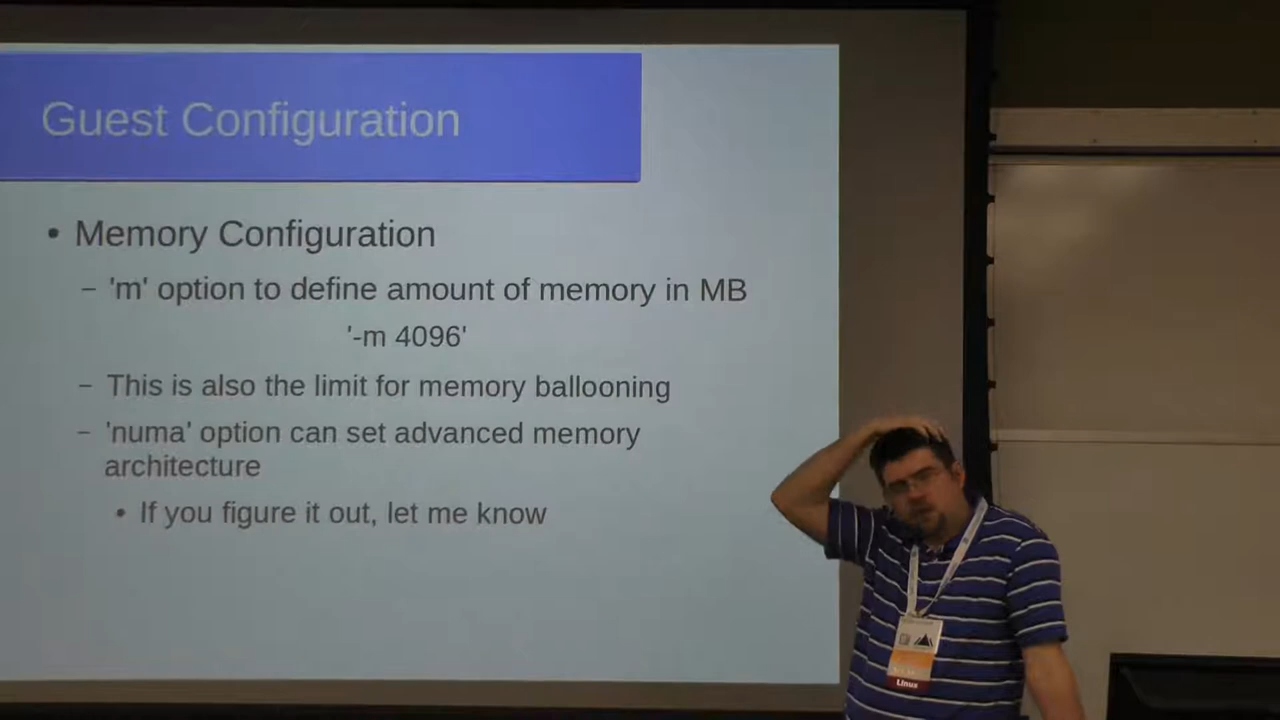 Guest Configuration
• Memory Configuration
– 'm' option to define amount of memory in MB
'-m 4096'
– This is also the limit for memory ballooning
– 'numa' option can set advanced memory
architecture
• If you figure it out, let me know
Linux